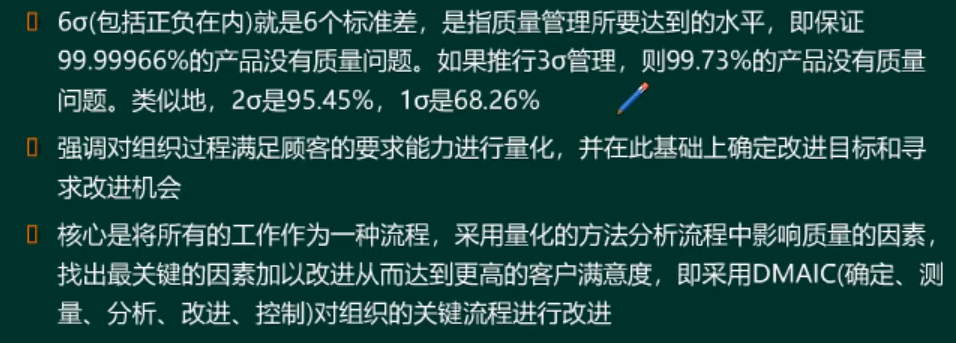 6σ(包括正负在内)就是6个标准差，是指质量管理所要达到的水平，即保证
99.99966%的产品没有质量问题。如果推行3σ管理，则99.73%的产品没有质量
问题。类似地，2σ是95.45%，1σ是68.26%
强调对组织过程满足顾客的要求能力进行量化，并在此基础上确定改进目标和寻
求改进机会
核心是将所有的工作作为一种流程，采用量化的方法分析流程中影响质量的因素，
找出最关键的因素加以改进从而达到更高的客户满意度，即采用DMAIC(确定、测
量、分析、改进、控制)对组织的关键流程进行改进